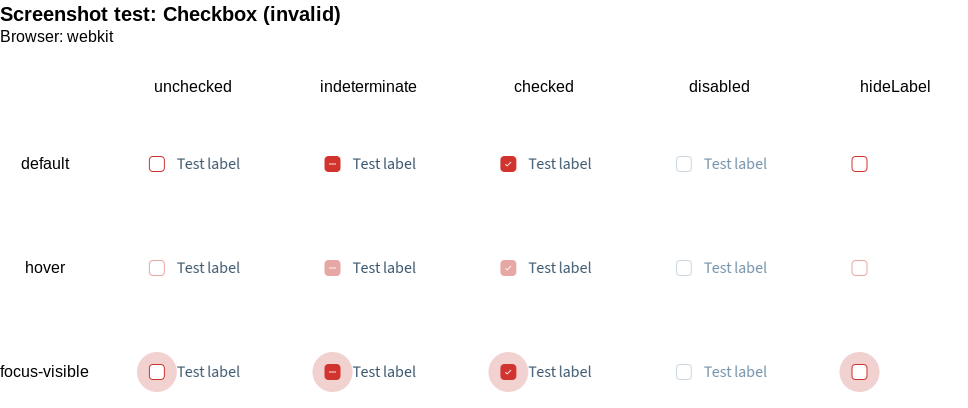 Screenshot test: Checkbox (invalid)
Browser: webkit
unchecked indeterminate checked disabled hideLabel
default Test label Test label Test label Test label
hover Test label Test label Test label Test label
focus-visible Test label Test label Test label Test label